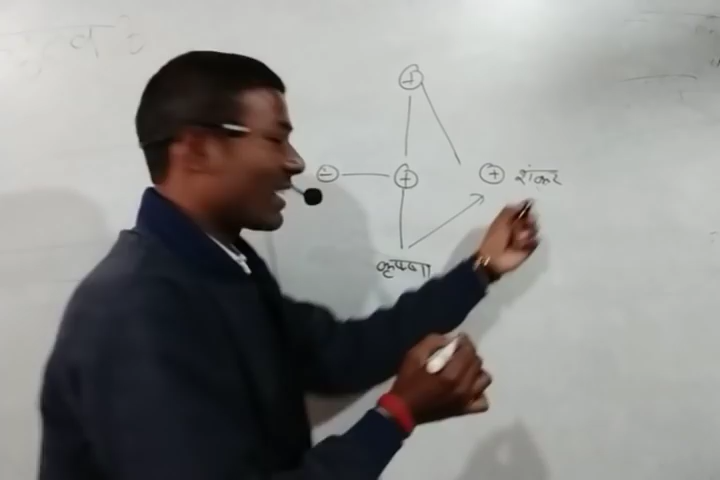 +
- + + शंकर
कृष्णा